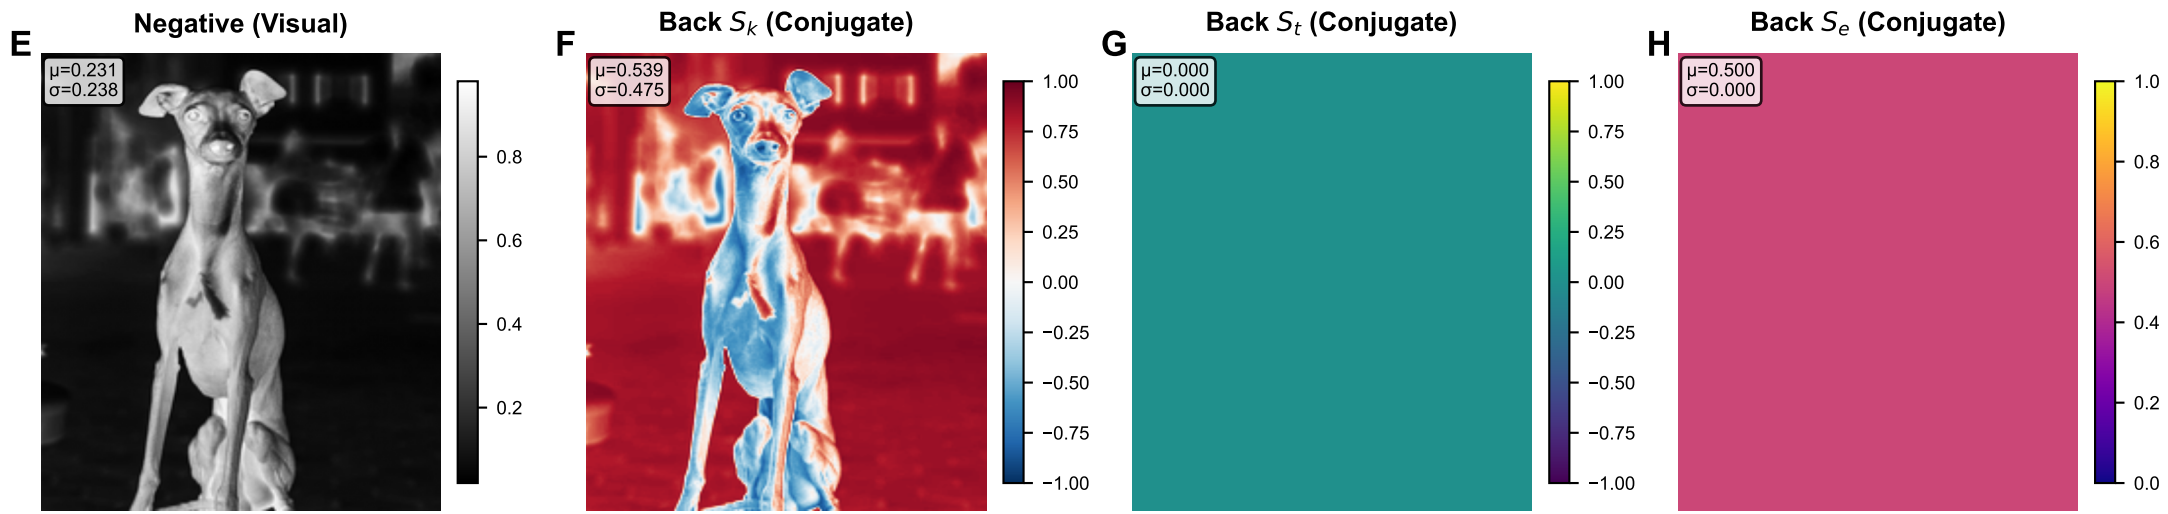 E
Negative (Visual)
μ=0.231
σ=0.238
0.8
0.6
0.4
0.2
F
Back Sₖ (Conjugate)
μ=0.539
σ=0.475
1.00
0.75
0.50
0.25
0.00
−0.25
−0.50
−0.75
−1.00
G
Back Sₜ (Conjugate)
μ=0.000
σ=0.000
1.00
0.75
0.50
0.25
0.00
−0.25
−0.50
−0.75
−1.00
H
Back Sₑ (Conjugate)
μ=0.500
σ=0.000
1.0
0.8
0.6
0.4
0.2
0.0